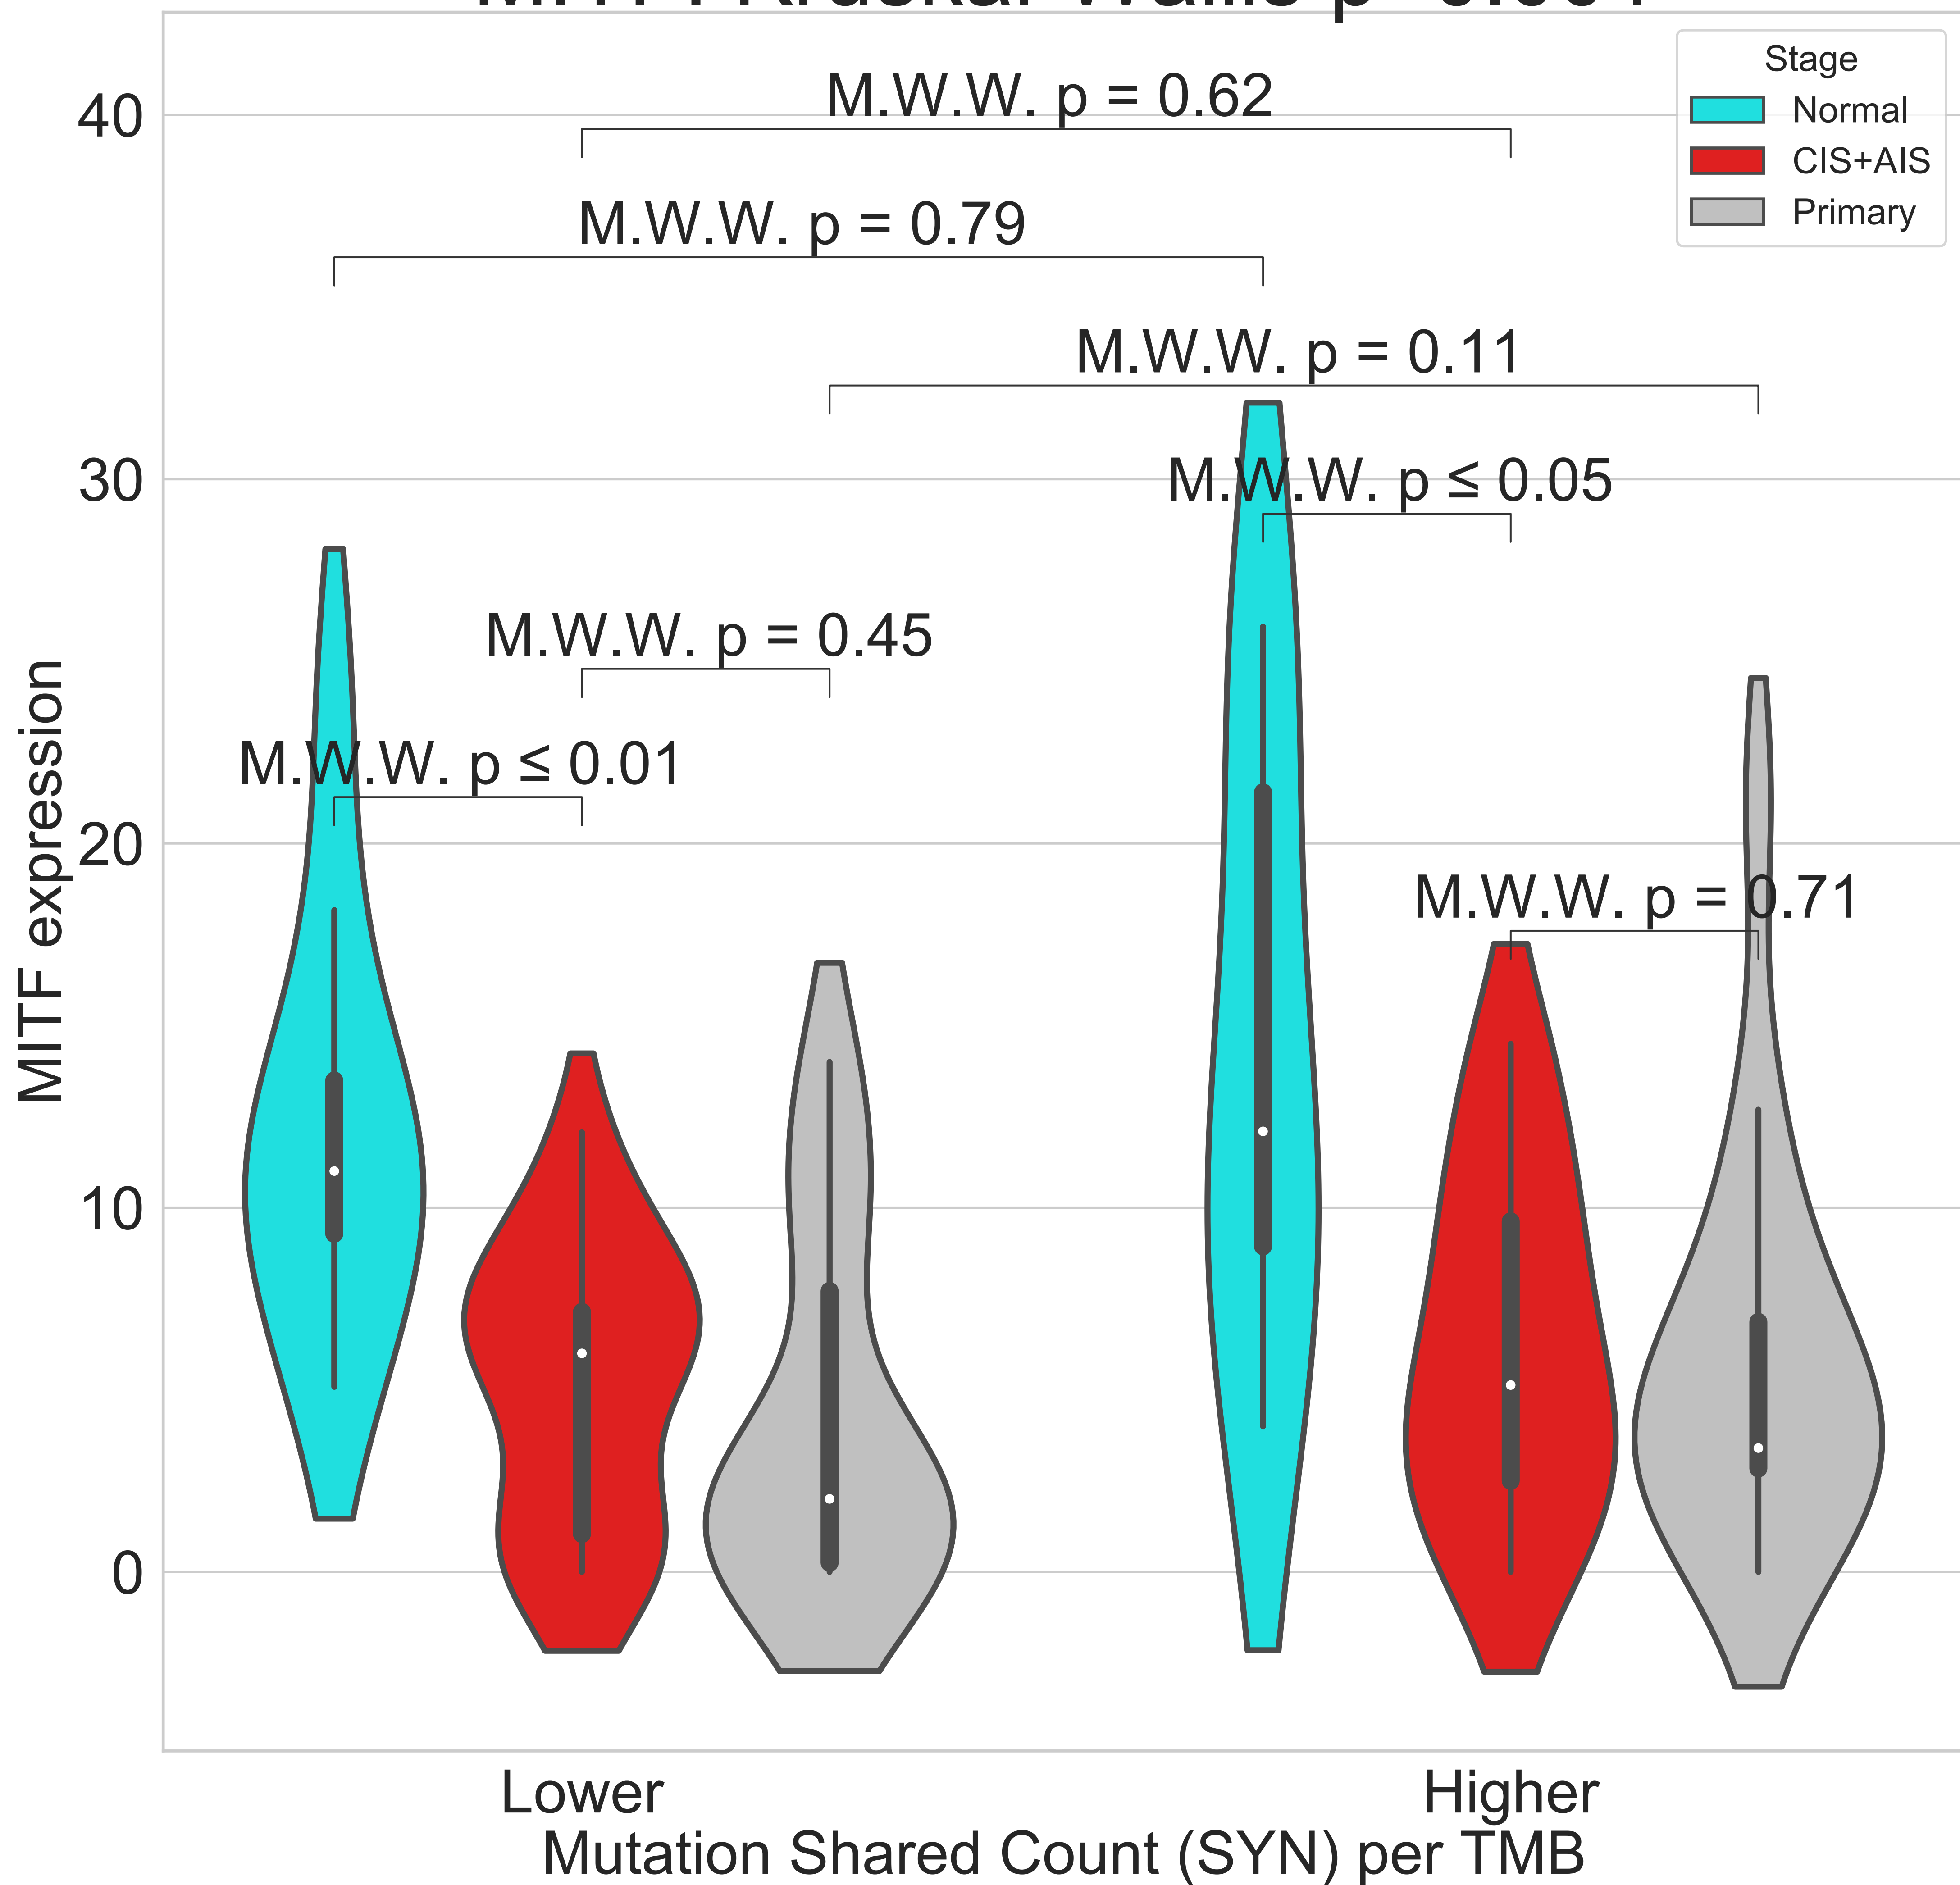 Stage
Normal
CIS+AIS
Primary
M.W.W. p = 0.62
M.W.W. p = 0.79
M.W.W. p = 0.11
M.W.W. p ≤ 0.05
M.W.W. p = 0.45
M.W.W. p ≤ 0.01
M.W.W. p = 0.71
40
30
20
10
0
MITF expression
Lower
Higher
Mutation Shared Count (SYN) per TMB